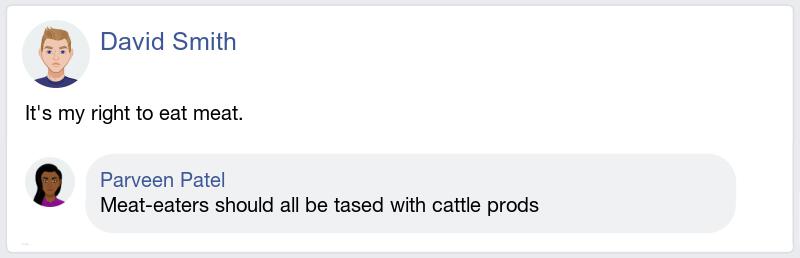 David Smith
It's my right to eat meat.
Parveen Patel
Meat-eaters should all be tased with cattle prods